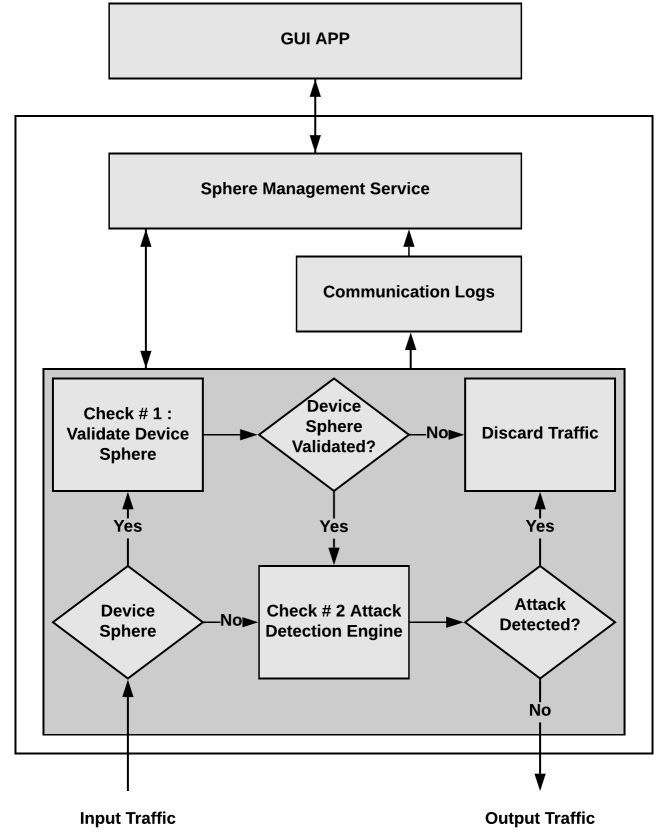 GUI APP
Sphere Management Service
Communication Logs
Check # 1 :
Validate Device
Sphere
Device
Sphere
Validated?
No
Discard Traffic
Yes
Yes
Yes
Device
Sphere
No
Check # 2 Attack
Detection Engine
Attack
Detected?
No
Input Traffic
Output Traffic